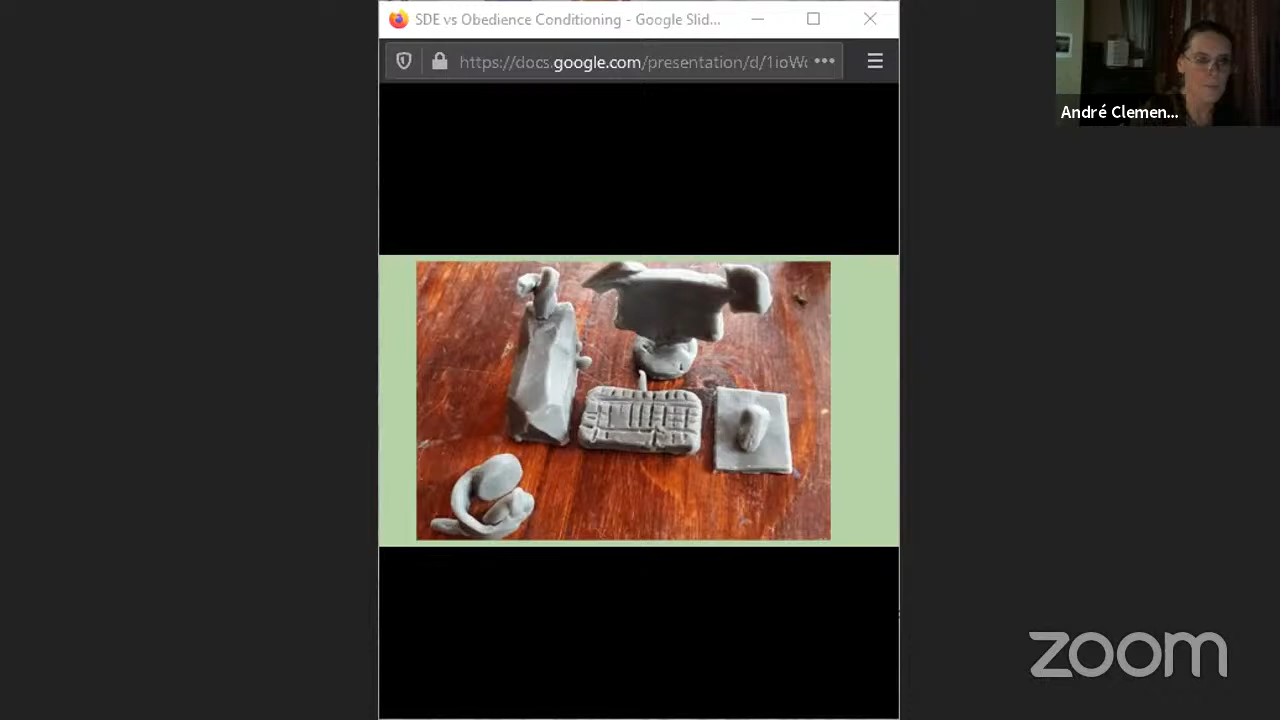 SDE vs Obedience Conditioning - Google Slid...
https://docs.google.com/presentation/d/1ioW
André Clemen...
zoom